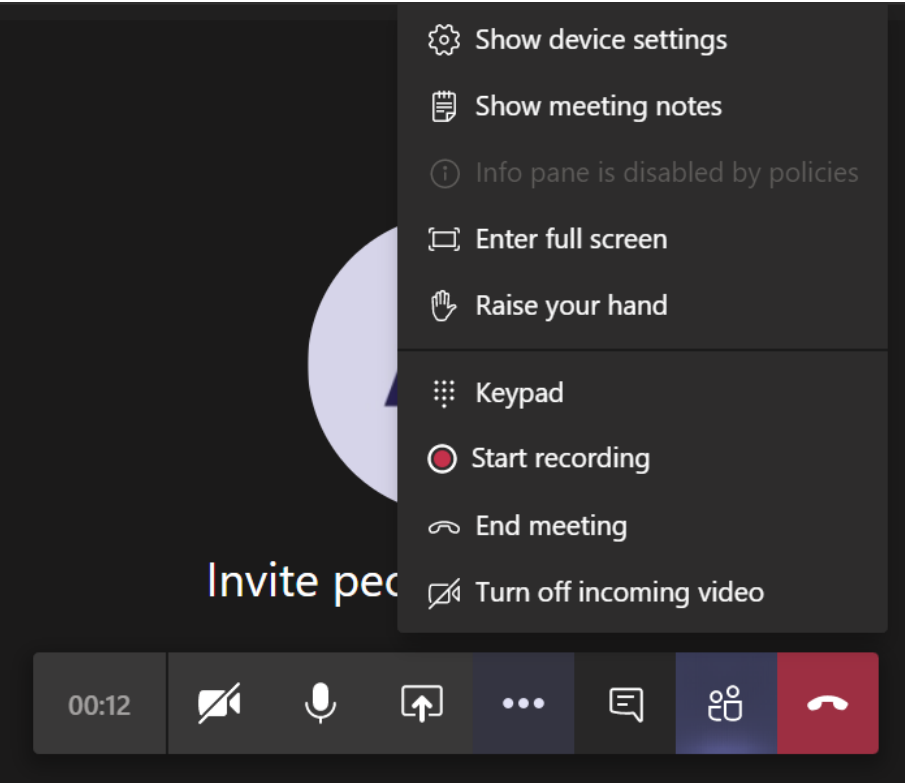 Show device settings
Show meeting notes
Info pane is disabled by policies
Enter full screen
Raise your hand
Keypad
Start recording
End meeting
Turn off incoming video
Invite
00:12